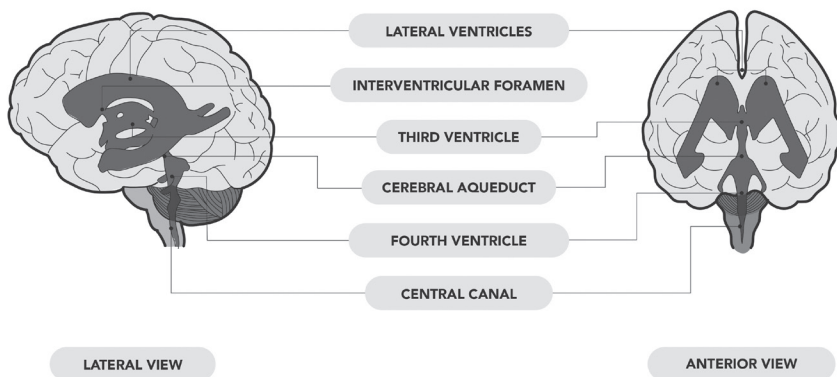 LATERAL VENTRICLES
INTERVENTRICULAR FORAMEN
THIRD VENTRICLE
CEREBRAL AQUEDUCT
FOURTH VENTRICLE
CENTRAL CANAL
LATERAL VIEW
ANTERIOR VIEW